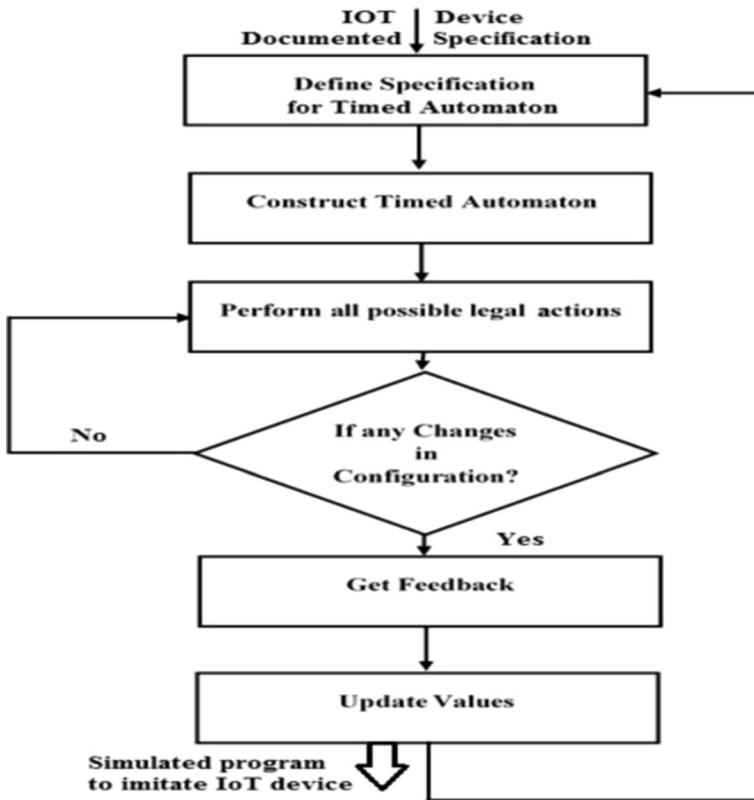 IOT Device
Documented Specification
Define Specification
for Timed Automaton
Construct Timed Automaton
Perform all possible legal actions
If any Changes
in
Configuration?
No
Yes
Get Feedback
Update Values
Simulated program
to imitate IoT device